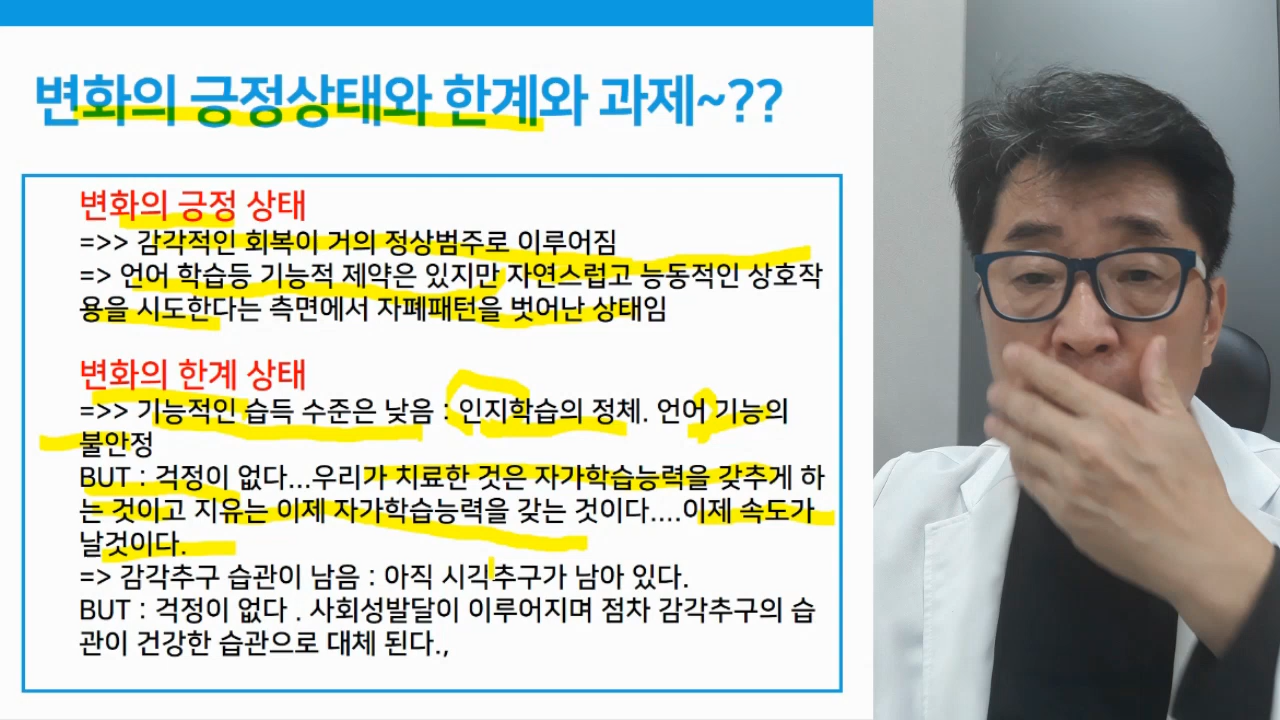 변화의 긍정상태와 한계와 과제~??
변화의 긍정 상태
=>> 감각적인 회복이 거의 정상범주로 이루어짐
=> 언어 학습등 기능적 제약은 있지만 자연스럽고 능동적인 상호작
용을 시도한다는 측면에서 자폐패턴을 벗어난 상태임
변화의 한계 상태
=>> 기능적인 습득 수준은 낮음 : 인지학습의 정체. 언어 기능의
불안정
BUT : 걱정이 없다...우리가 치료한 것은 자가학습능력을 갖추게 하
는 것이고 지유는 이제 자가학습능력을 갖는 것이다....이제 속도가
날것이다.
=> 감각추구 습관이 남음 : 아직 시각추구가 남아 있다.
BUT : 걱정이 없다 . 사회성발달이 이루어지며 점차 감각추구의 습
관이 건강한 습관으로 대체 된다.,